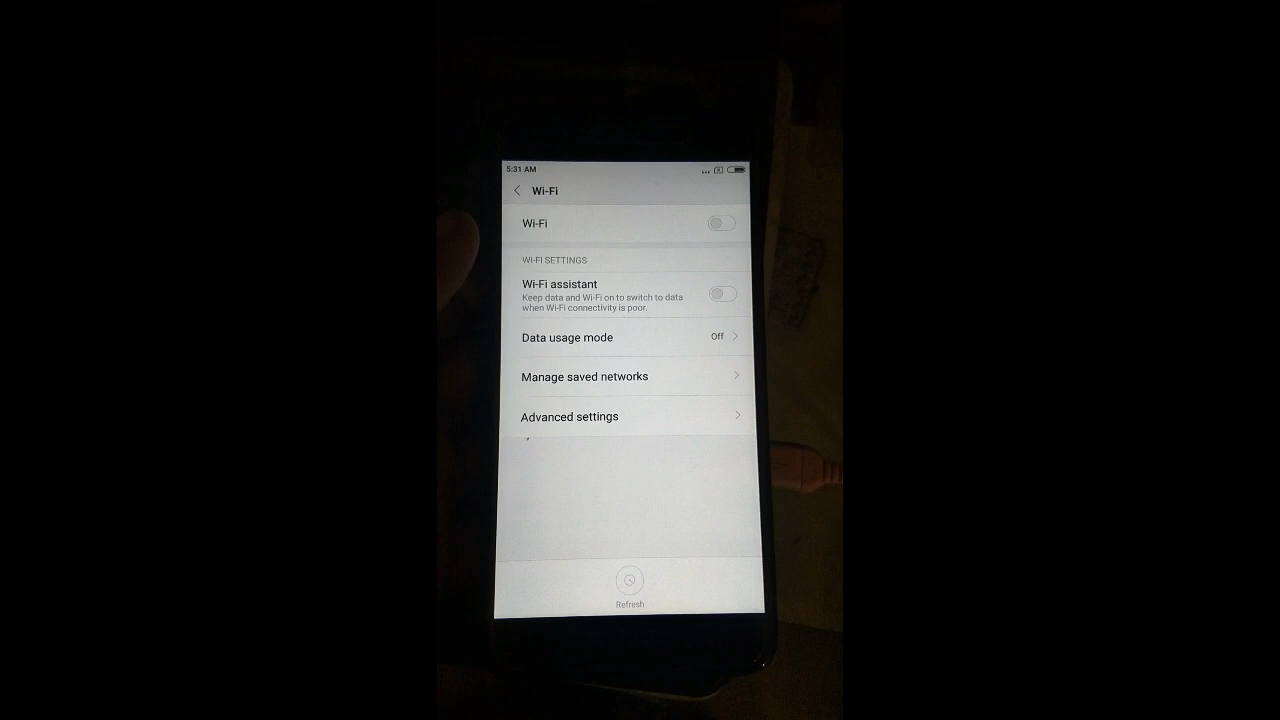 5:31 AM
Wi-Fi
Wi-Fi
WI-FI SETTINGS
Wi-Fi assistant
Keep data and Wi-Fi on to switch to data
when Wi-Fi connectivity is poor.
Data usage mode Off
Manage saved networks
Advanced settings
Refresh